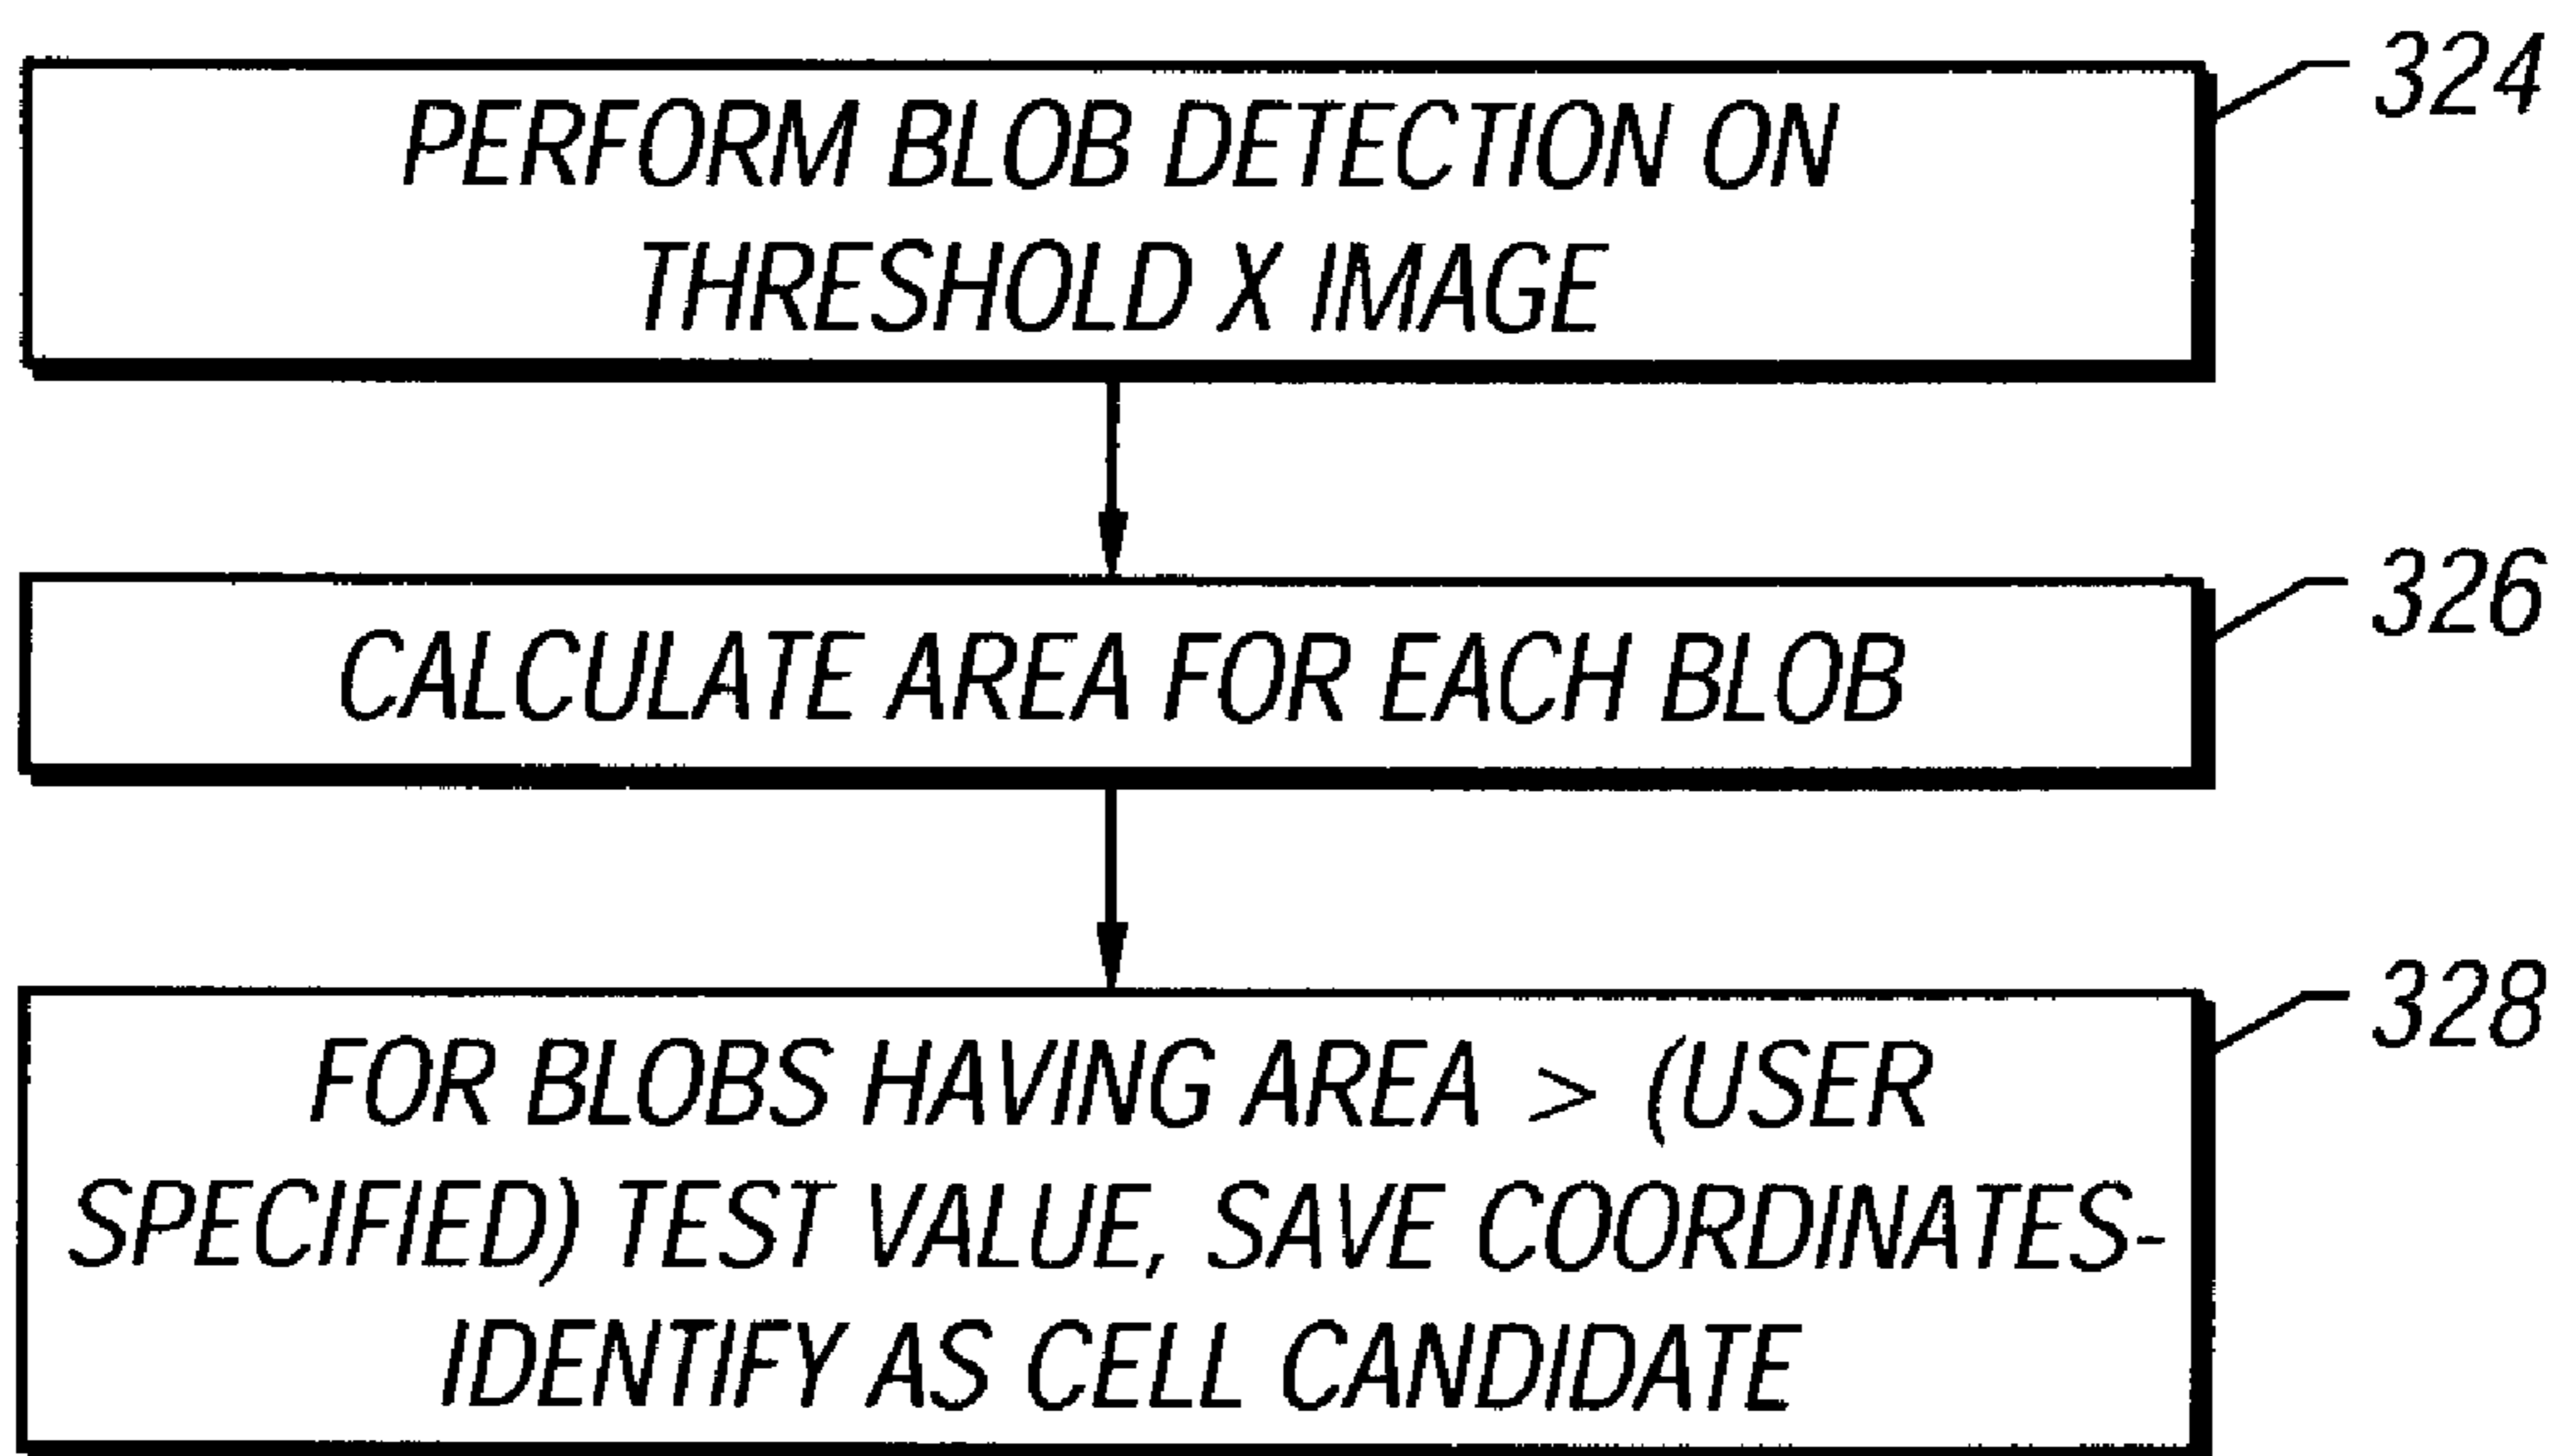 324
PERFORM BLOB DETECTION ON
THRESHOLD X IMAGE
326
CALCULATE AREA FOR EACH BLOB
328
FOR BLOBS HAVING AREA > (USER
SPECIFIED) TEST VALUE, SAVE COORDINATES-
IDENTIFY AS CELL CANDIDATE